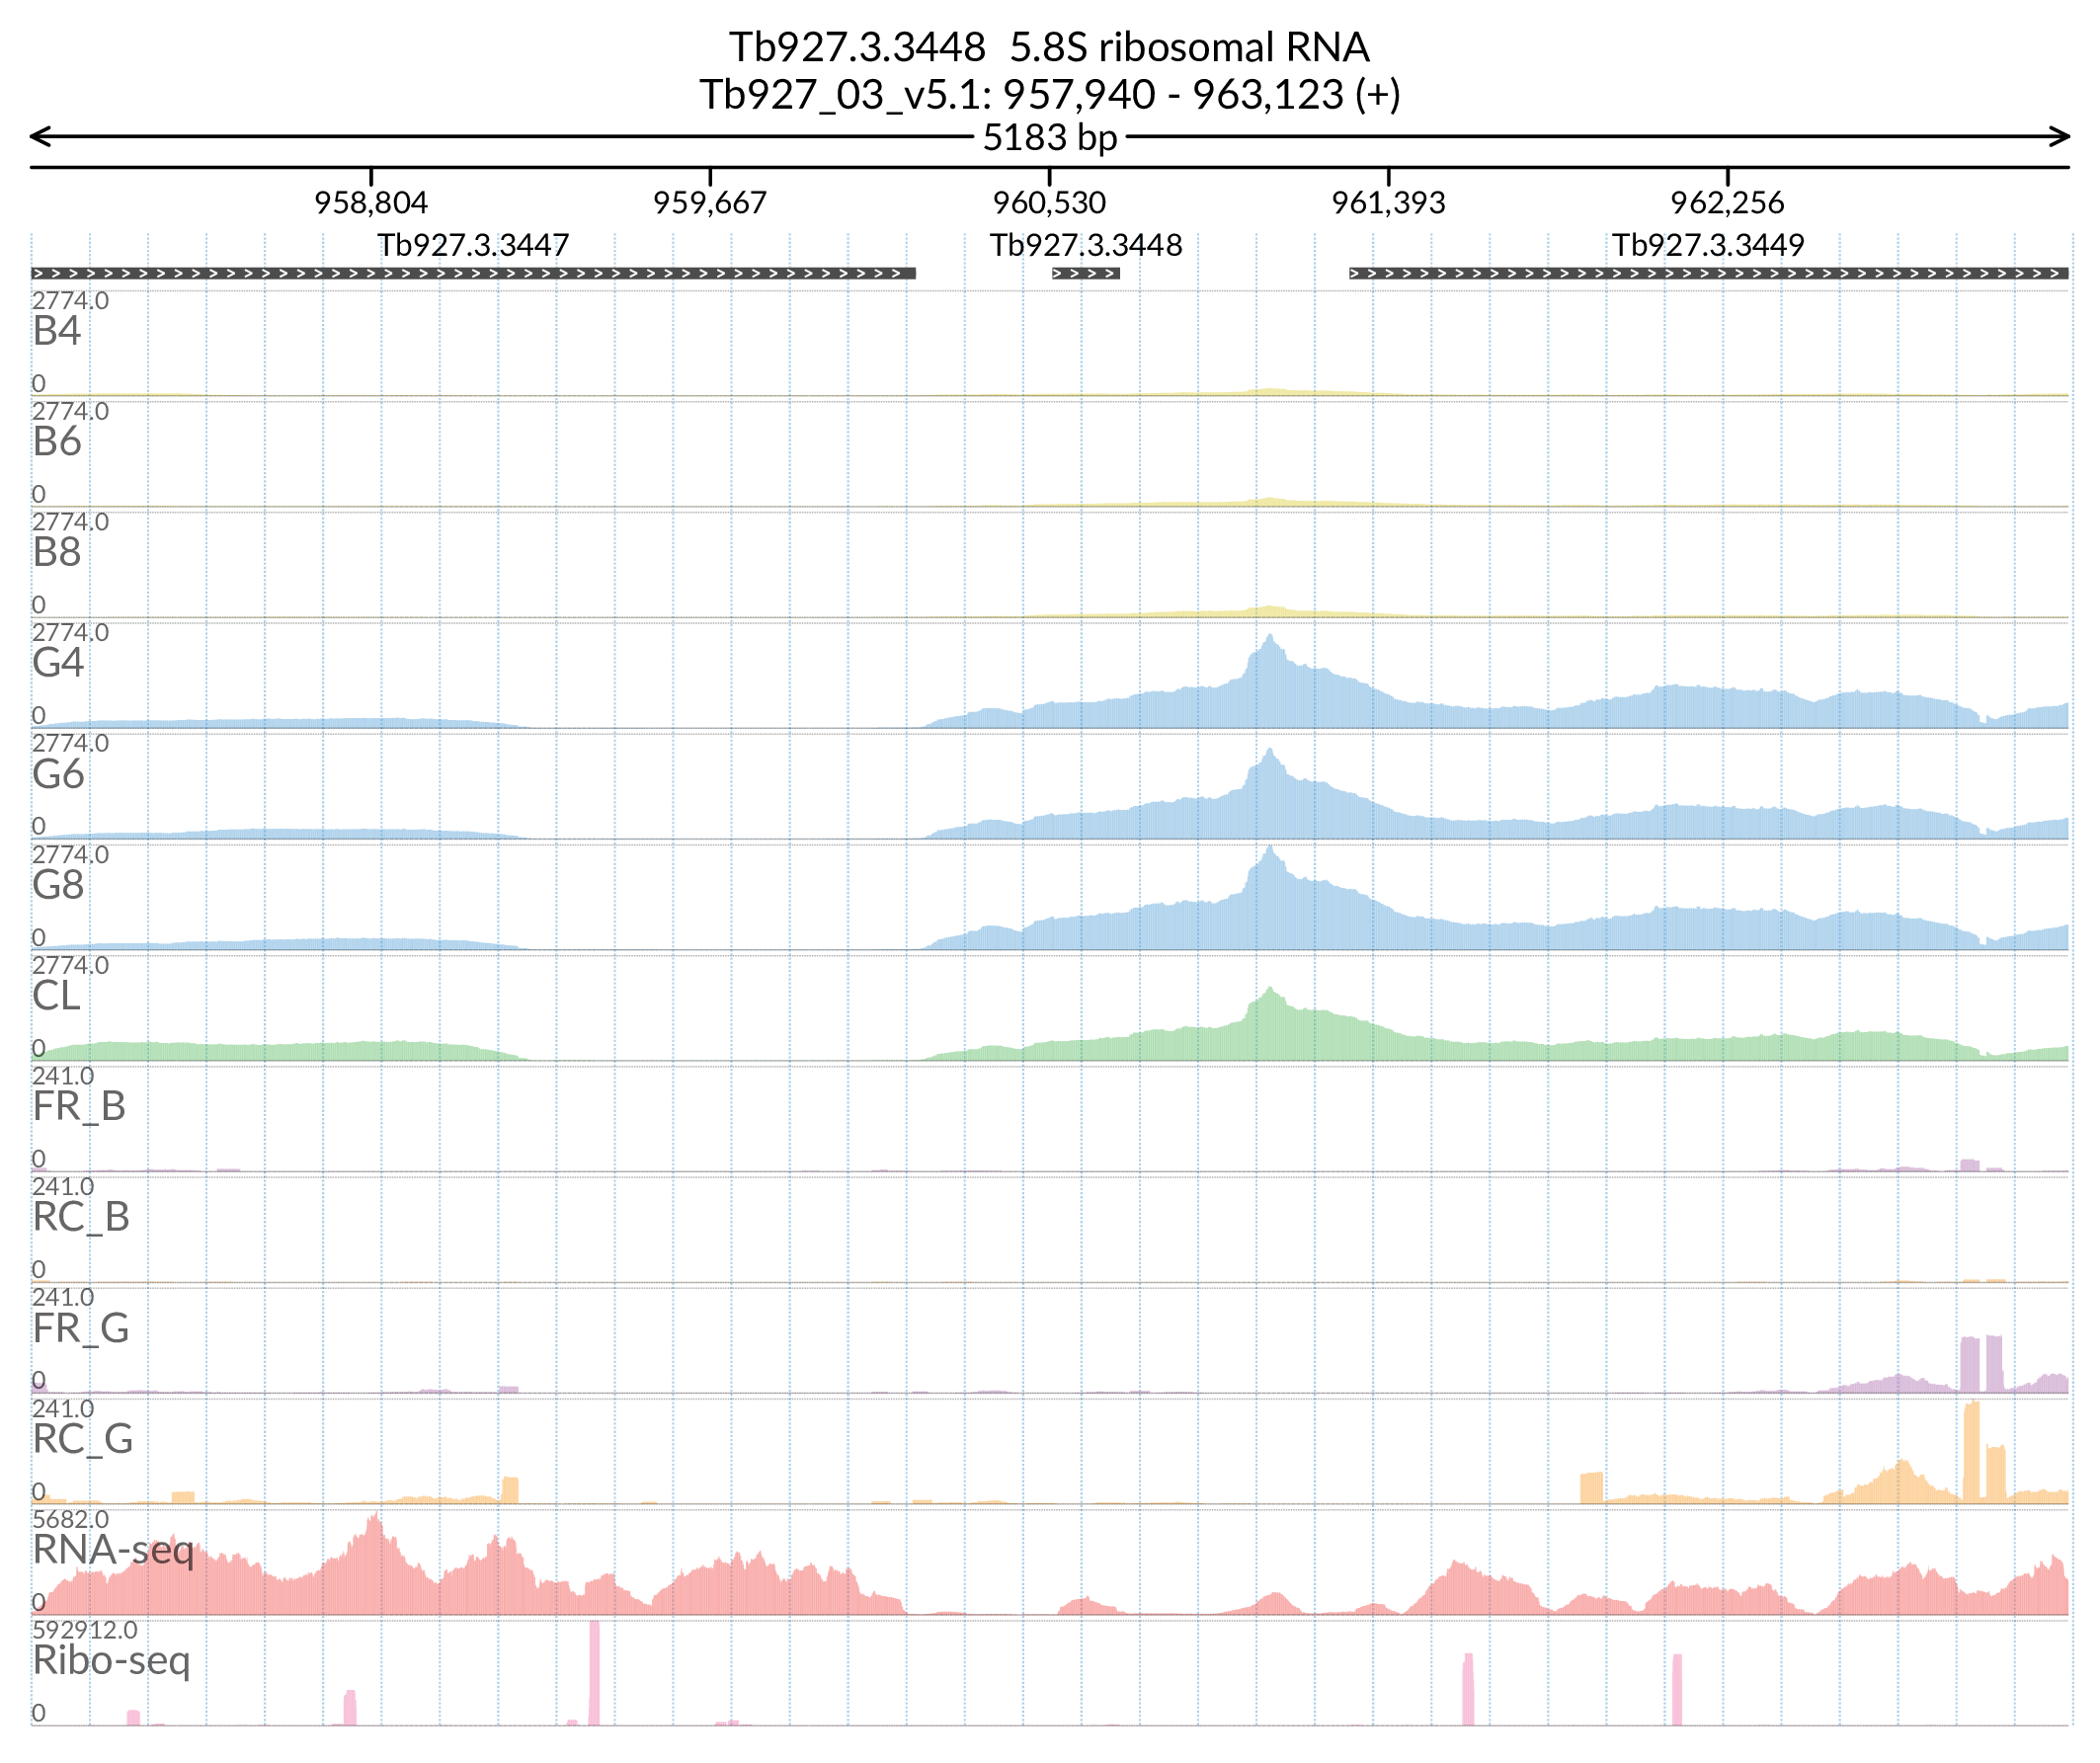 Tb927.3.3448  5.8S ribosomal RNA
Tb927_03_v5.1: 957,940 - 963,123 (+)
5183 bp
958,804 959,667 960,530 961,393 962,256
Tb927.3.3447 Tb927.3.3448 Tb927.3.3449
2774.0
B4
0
2774.0
B6
0
2774.0
B8
0
2774.0
G4
0
2774.0
G6
0
2774.0
G8
0
2774.0
CL
0
241.0
FR_B
0
241.0
RC_B
0
241.0
FR_G
0
241.0
RC_G
0
5682.0
RNA-seq
0
592912.0
Ribo-seq
0